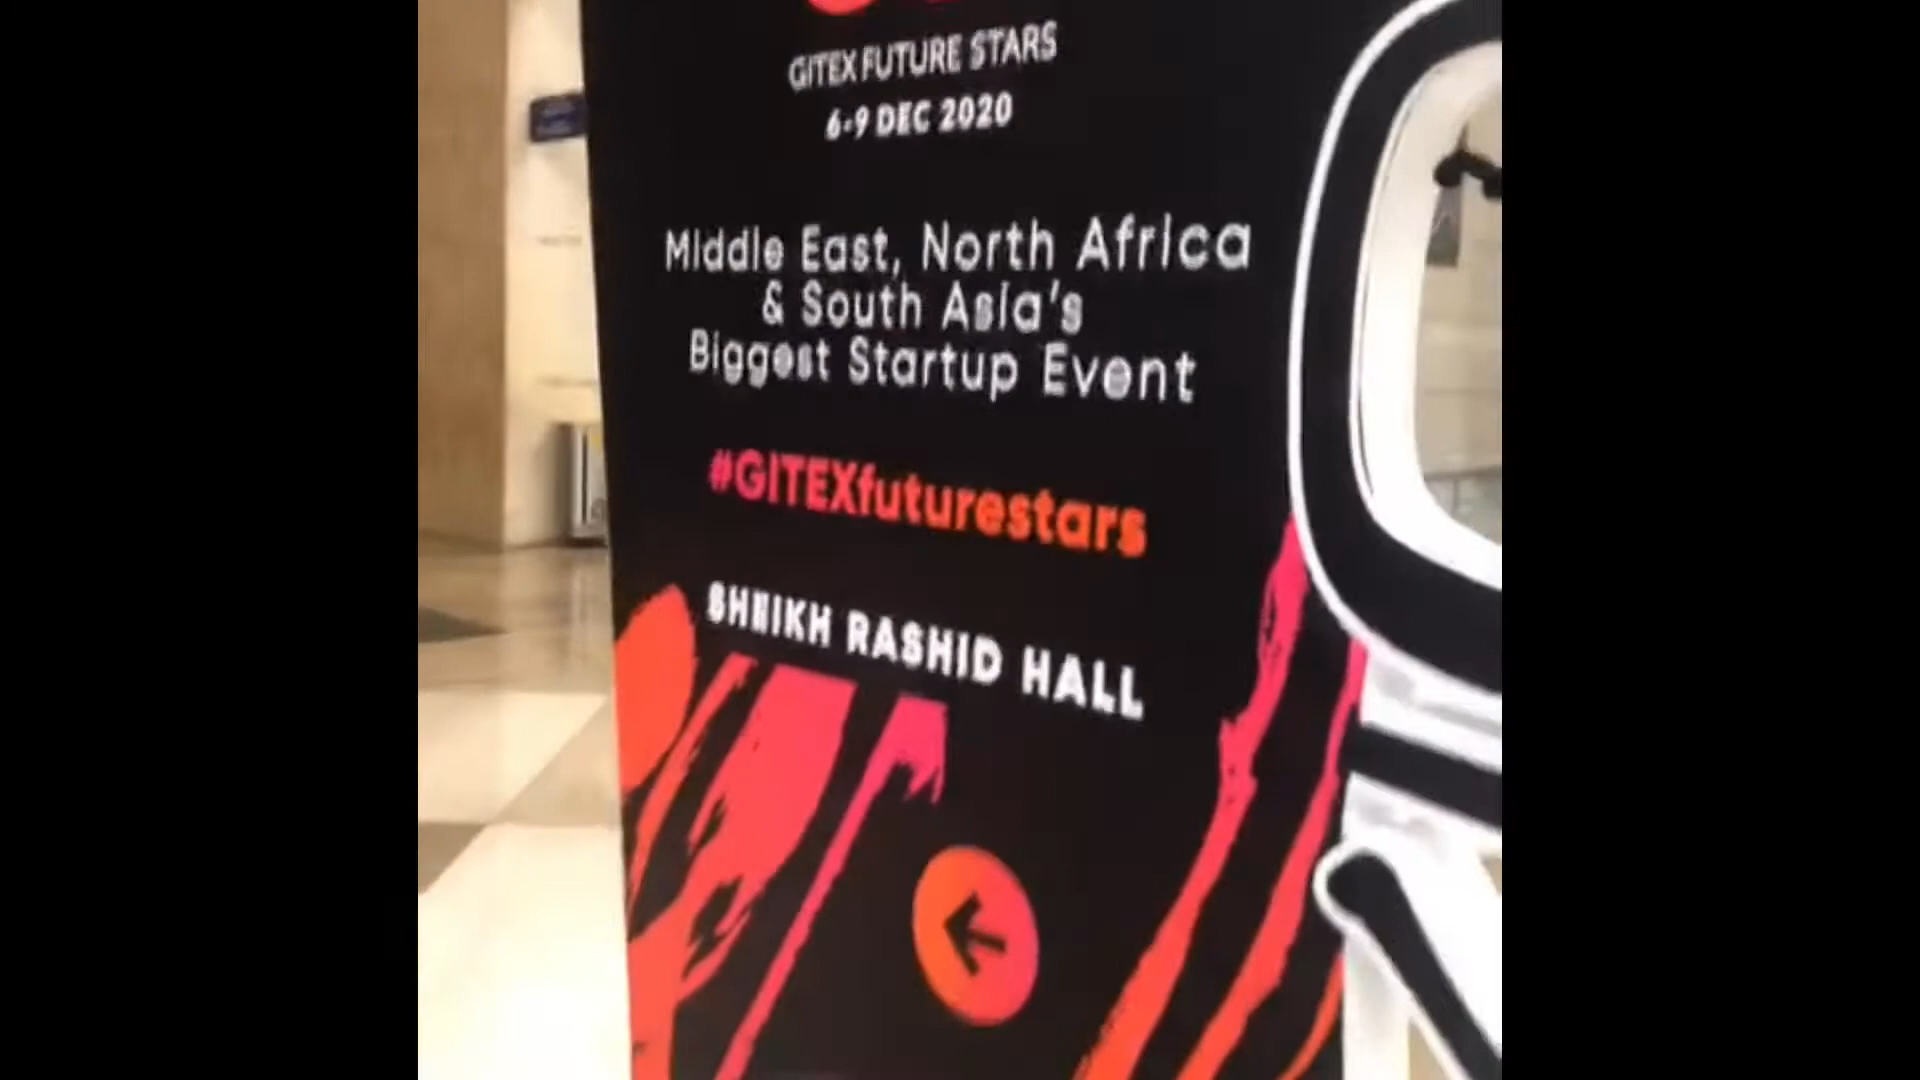 GITEX FUTURE STARS
6-9 DEC 2020
Middle East, North Africa
& South Asia's
Biggest Startup Event
#GITEXfuturestars
SHEIKH RASHID HALL